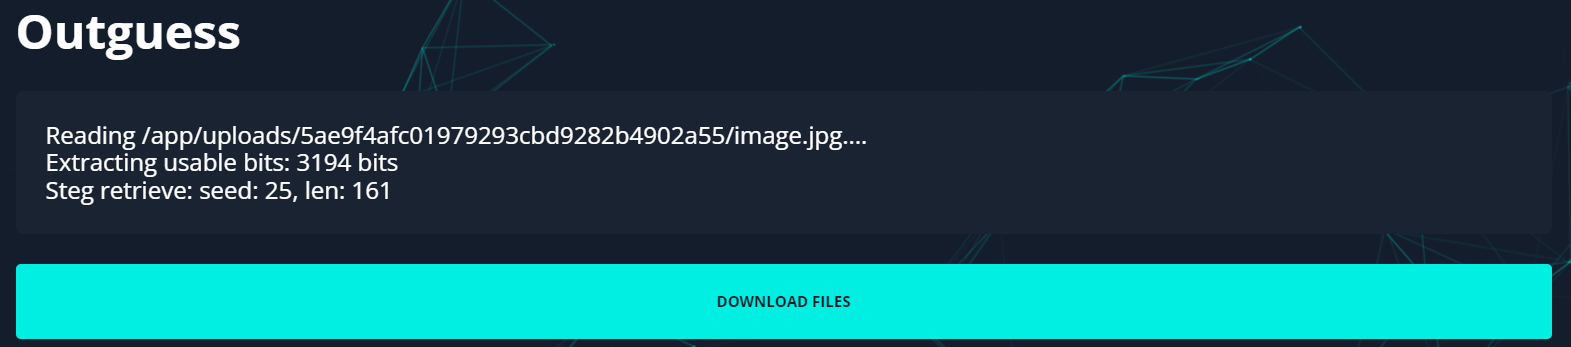 Outguess
Reading /app/uploads/5ae9f4afc01979293cbd9282b4902a55/image.jpg....
Extracting usable bits: 3194 bits
Steg retrieve: seed: 25, len: 161
DOWNLOAD FILES